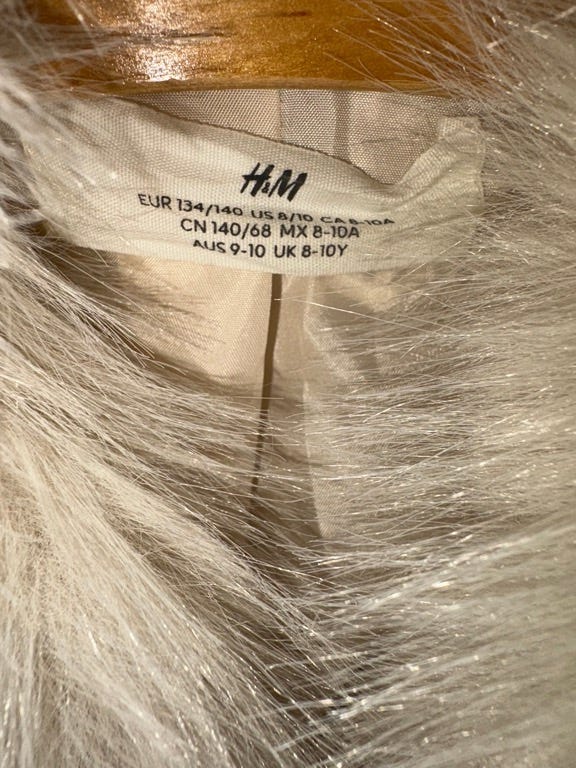 H&M
EUR 134/140 US 8/10 CA 8-10A
CN 140/68 MX 8-10A
AUS 9-10 UK 8-10Y